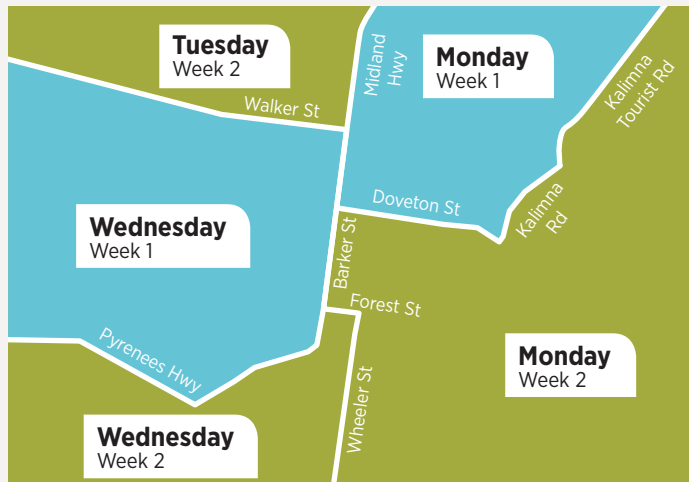 Tuesday
Week 2
Midland
Hwy
Monday
Week 1
Kalimna
Tourist Rd
Walker St
Doveton St
Kalimna
Rd
Wednesday
Week 1
Barker St
Forest St
Pyrenees Hwy
Wheeler St
Monday
Week 2
Wednesday
Week 2